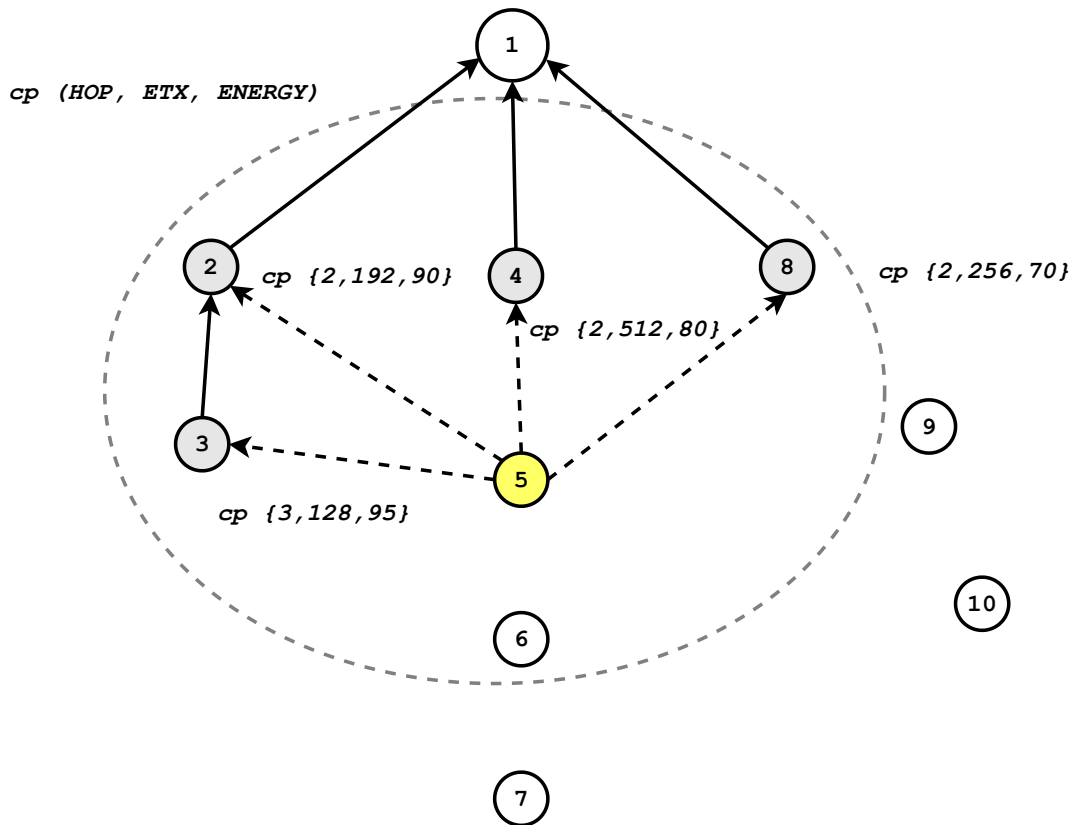 1
cp (HOP, ETX, ENERGY)
2
cp {2,192,90}
4
8
cp {2,256,70}
cp {2,512,80}
9
3
5
cp {3,128,95}
10
6
7